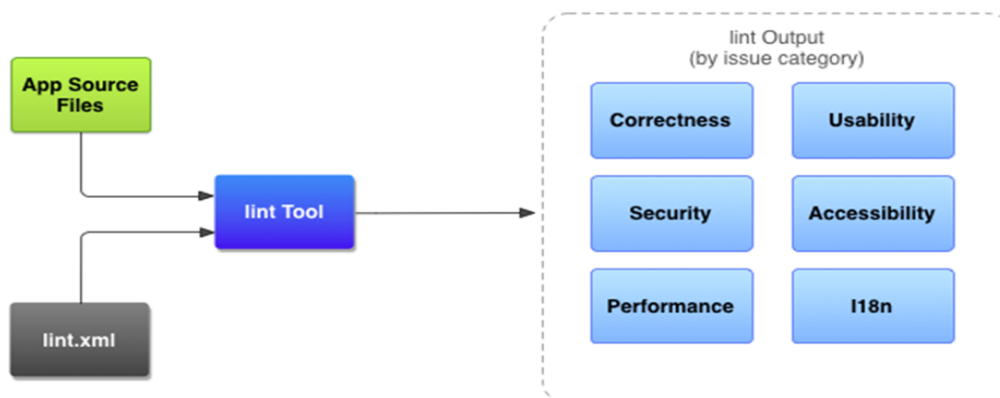 App Source
Files
lint Tool
lint.xml
lint Output
(by issue category)
Correctness
Usability
Security
Accessibility
Performance
I18n